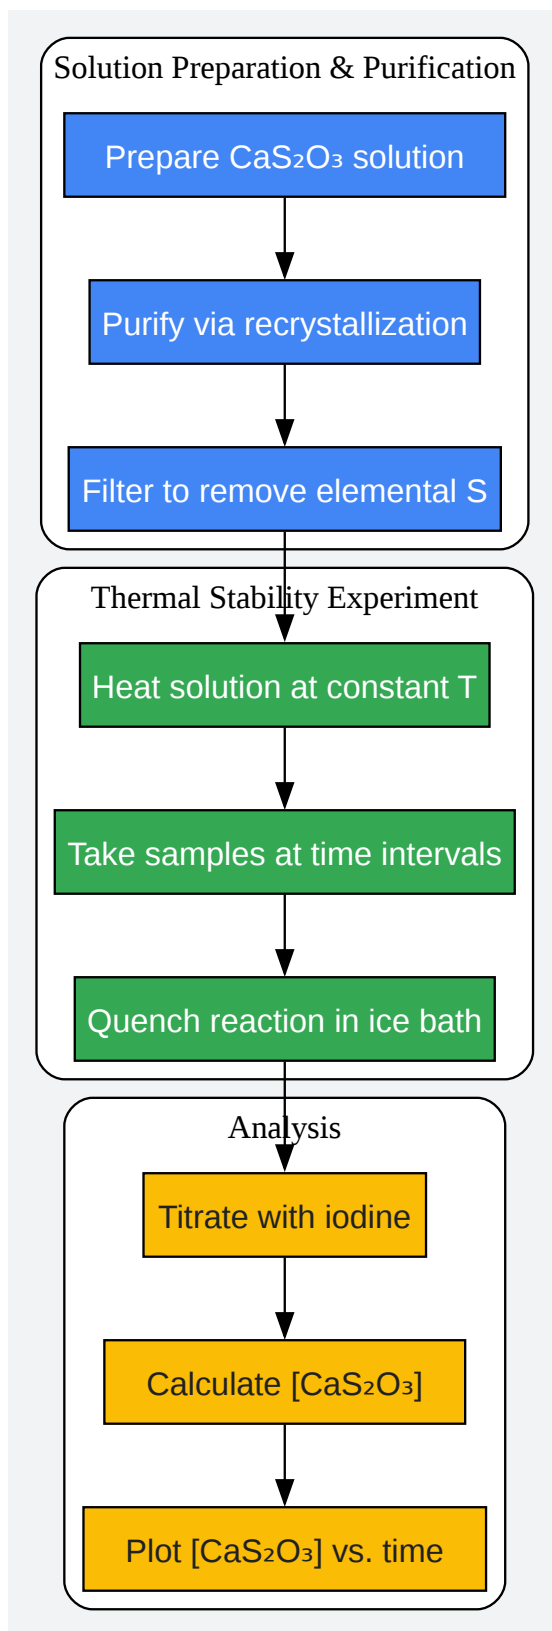 Solution Preparation & Purification
Prepare CaS₂O₃ solution
Purify via recrystallization
Filter to remove elemental S
Thermal Stability Experiment
Heat solution at constant T
Take samples at time intervals
Quench reaction in ice bath
Analysis
Titrate with iodine
Calculate [CaS₂O₃]
Plot [CaS₂O₃] vs. time